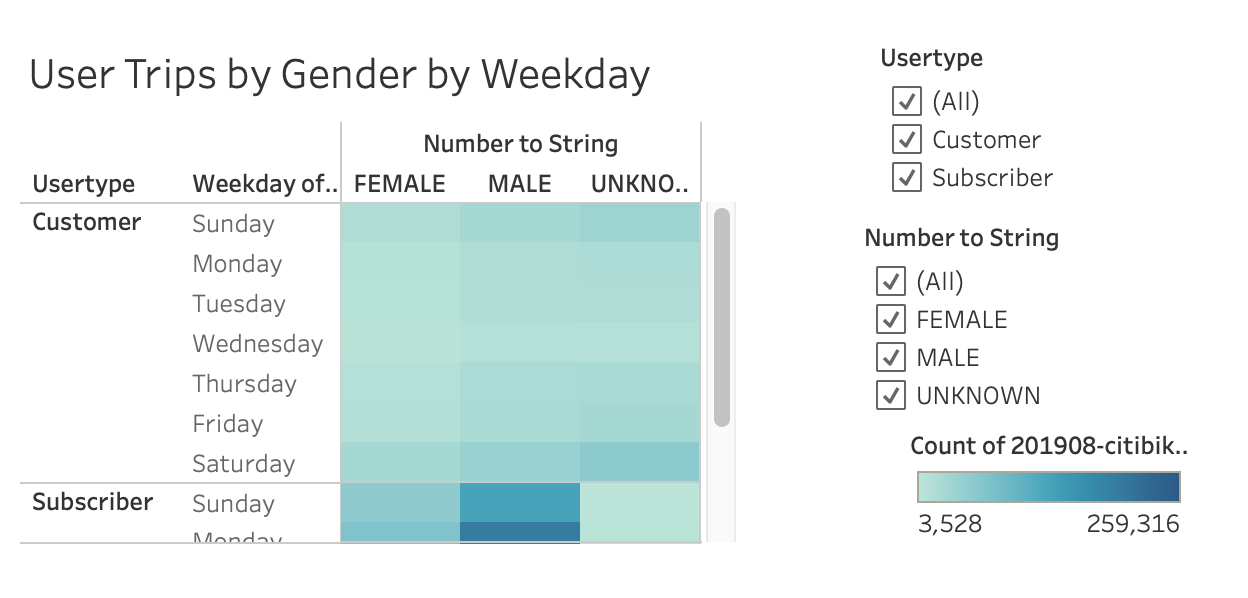 User Trips by Gender by Weekday
Number to String
Usertype Weekday of.. FEMALE MALE UNKNO..
Customer Sunday
Monday
Tuesday
Wednesday
Thursday
Friday
Saturday
Subscriber Sunday
Monday
Usertype
(All)
Customer
Subscriber
Number to String
(All)
FEMALE
MALE
UNKNOWN
Count of 201908-citibik..
3,528 259,316